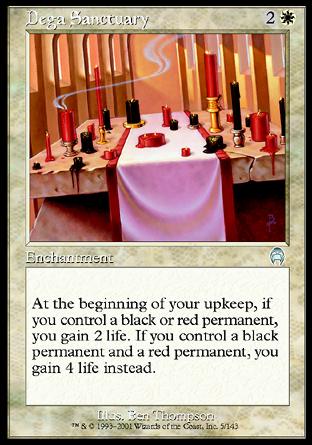 Dega Sanctuary 2
Enchantment
At the beginning of your upkeep, if
you control a black or red permanent,
you gain 2 life. If you control a black
permanent and a red permanent, you
gain 4 life instead.
Illus. Ben Thompson
™ & © 1993–2001 Wizards of the Coast, Inc. 5/143